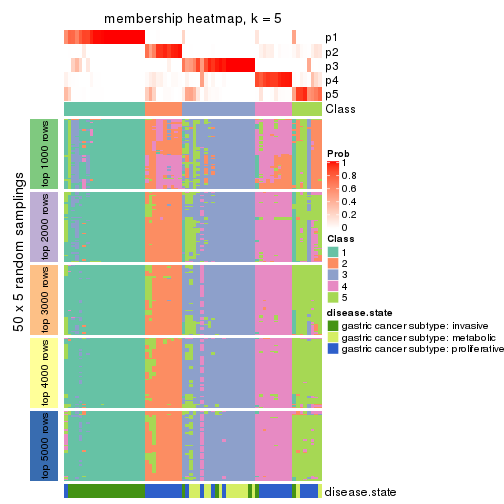 membership heatmap, k = 5
p1
p2
p3
p4
p5
Class
50 x 5 random samplings
top 1000 rows
top 2000 rows
top 3000 rows
top 4000 rows
top 5000 rows
disease.state
Prob
1
0.8
0.6
0.4
0.2
0
Class
1
2
3
4
5
disease.state
gastric cancer subtype: invasive
gastric cancer subtype: metabolic
gastric cancer subtype: proliferative